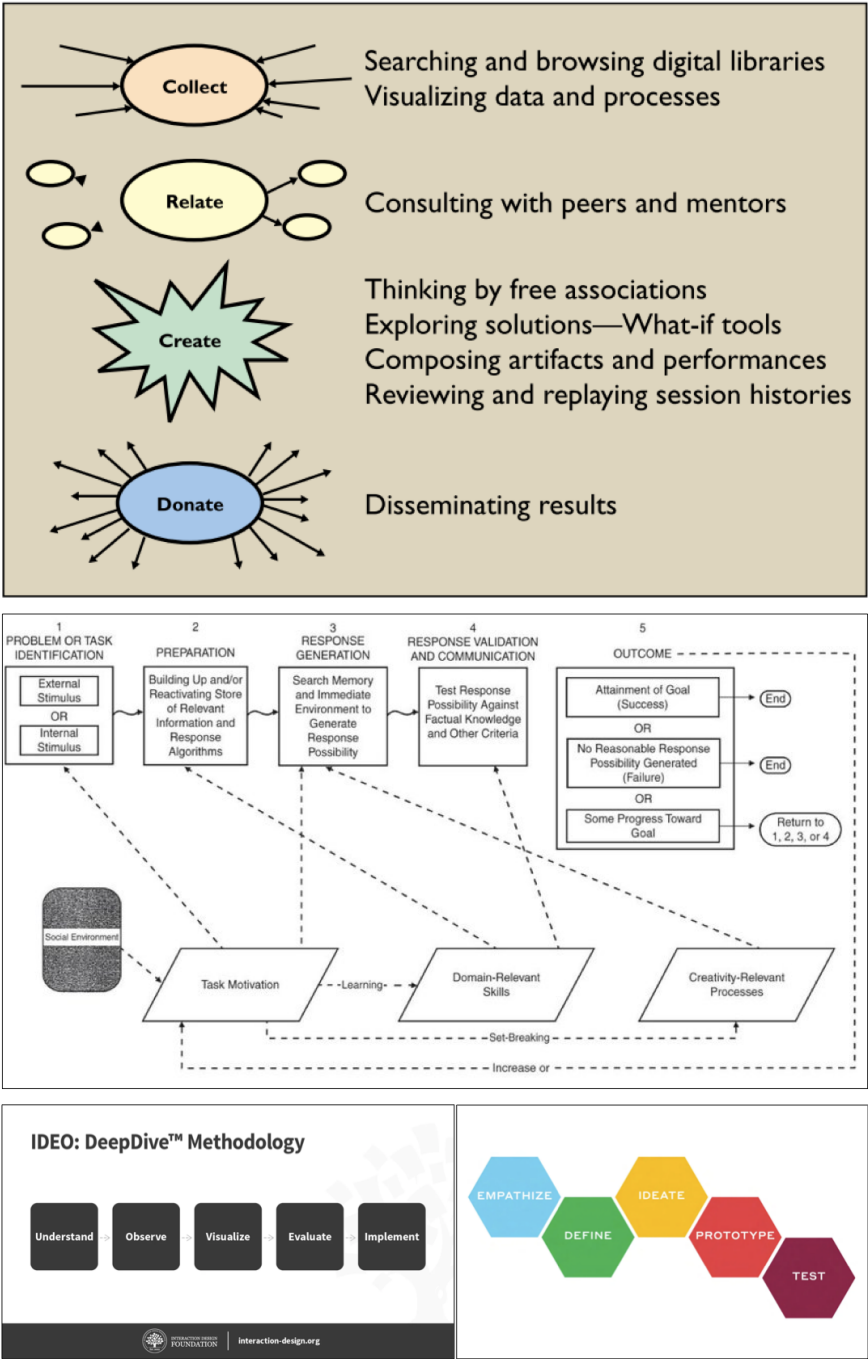 Collect
Searching and browsing digital libraries
Visualizing data and processes
Relate
Consulting with peers and mentors
Create
Thinking by free associations
Exploring solutions—What-if tools
Composing artifacts and performances
Reviewing and replaying session histories
Donate
Disseminating results
1
PROBLEM OR TASK
IDENTIFICATION
External
Stimulus
OR
Internal
Stimulus
2
PREPARATION
Building Up and/or
Reactivating Store
of Relevant
Information and
Response
Algorithms
3
RESPONSE
GENERATION
Search Memory
and Immediate
Environment to
Generate
Response
Possibility
4
RESPONSE VALIDATION
AND COMMUNICATION
Test Response
Possibility Against
Factual Knowledge
and Other Criteria
5
OUTCOME
Attainment of Goal
(Success)
End
OR
No Reasonable Response
Possibility Generated
(Failure)
End
OR
Some Progress Toward
Goal
Return to
1, 2, 3, or 4
Social Environment
Task Motivation
Learning
Domain-Relevant
Skills
Creativity-Relevant
Processes
Set-Breaking
Increase or
IDEO: DeepDive™ Methodology
Understand
Observe
Visualize
Evaluate
Implement
INTERACTION DESIGN
FOUNDATION
interaction-design.org
EMPATHIZE
DEFINE
IDEATE
PROTOTYPE
TEST